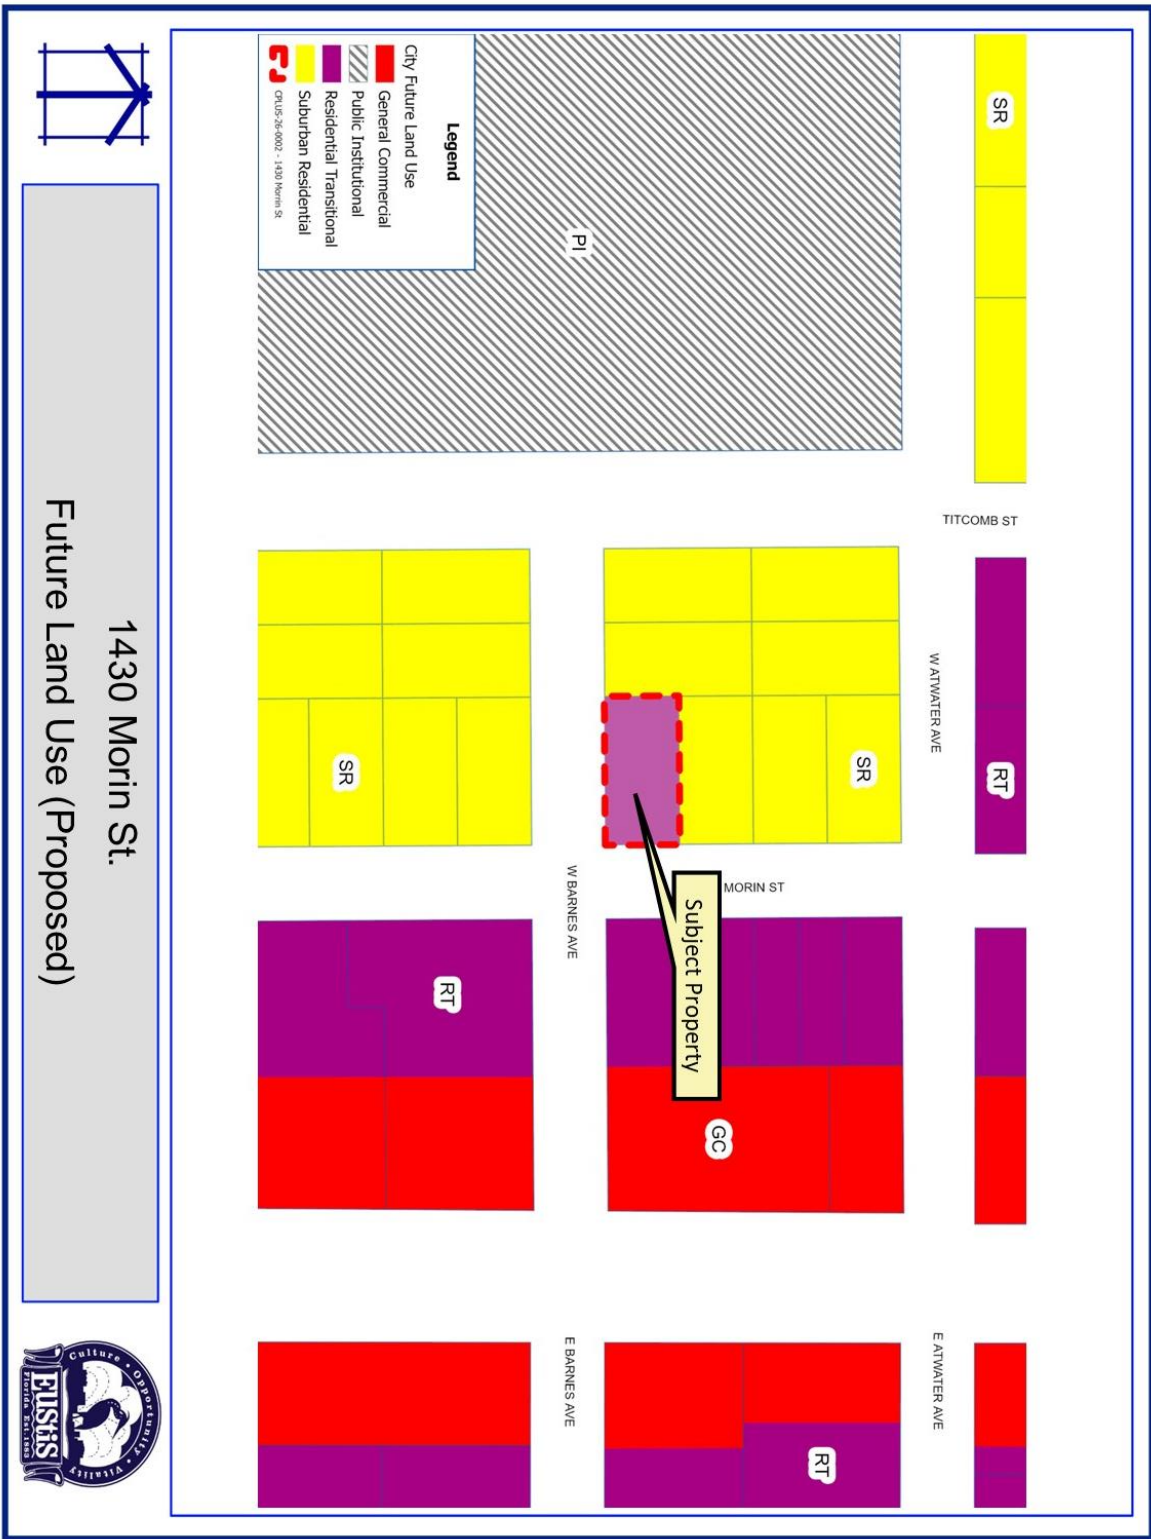 SR
RT
TITCOMB ST
W ATWATER AVE
E ATWATER AVE
SR
RT
MORIN ST
GC
Subject Property
PI
W BARNES AVE
E BARNES AVE
RT
SR
Legend
City Future Land Use
General Commercial
Public Institutional
Residential Transitional
Suburban Residential
CPLUS-26-0002 - 1430 Morin St
1430 Morin St.
Future Land Use (Proposed)
Culture • Opportunity • Vitality
EUSTIS
Florida Est. 1883